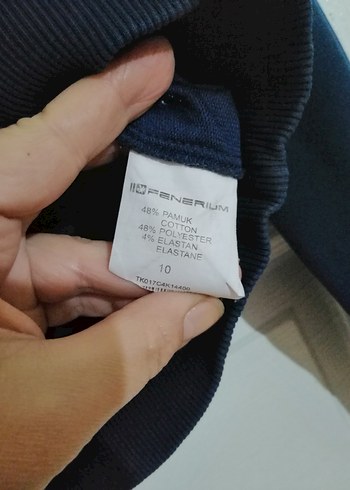 FENERIUM
48% PAMUK
COTTON
48% POLYESTER
4% ELASTAN
ELASTANE
10